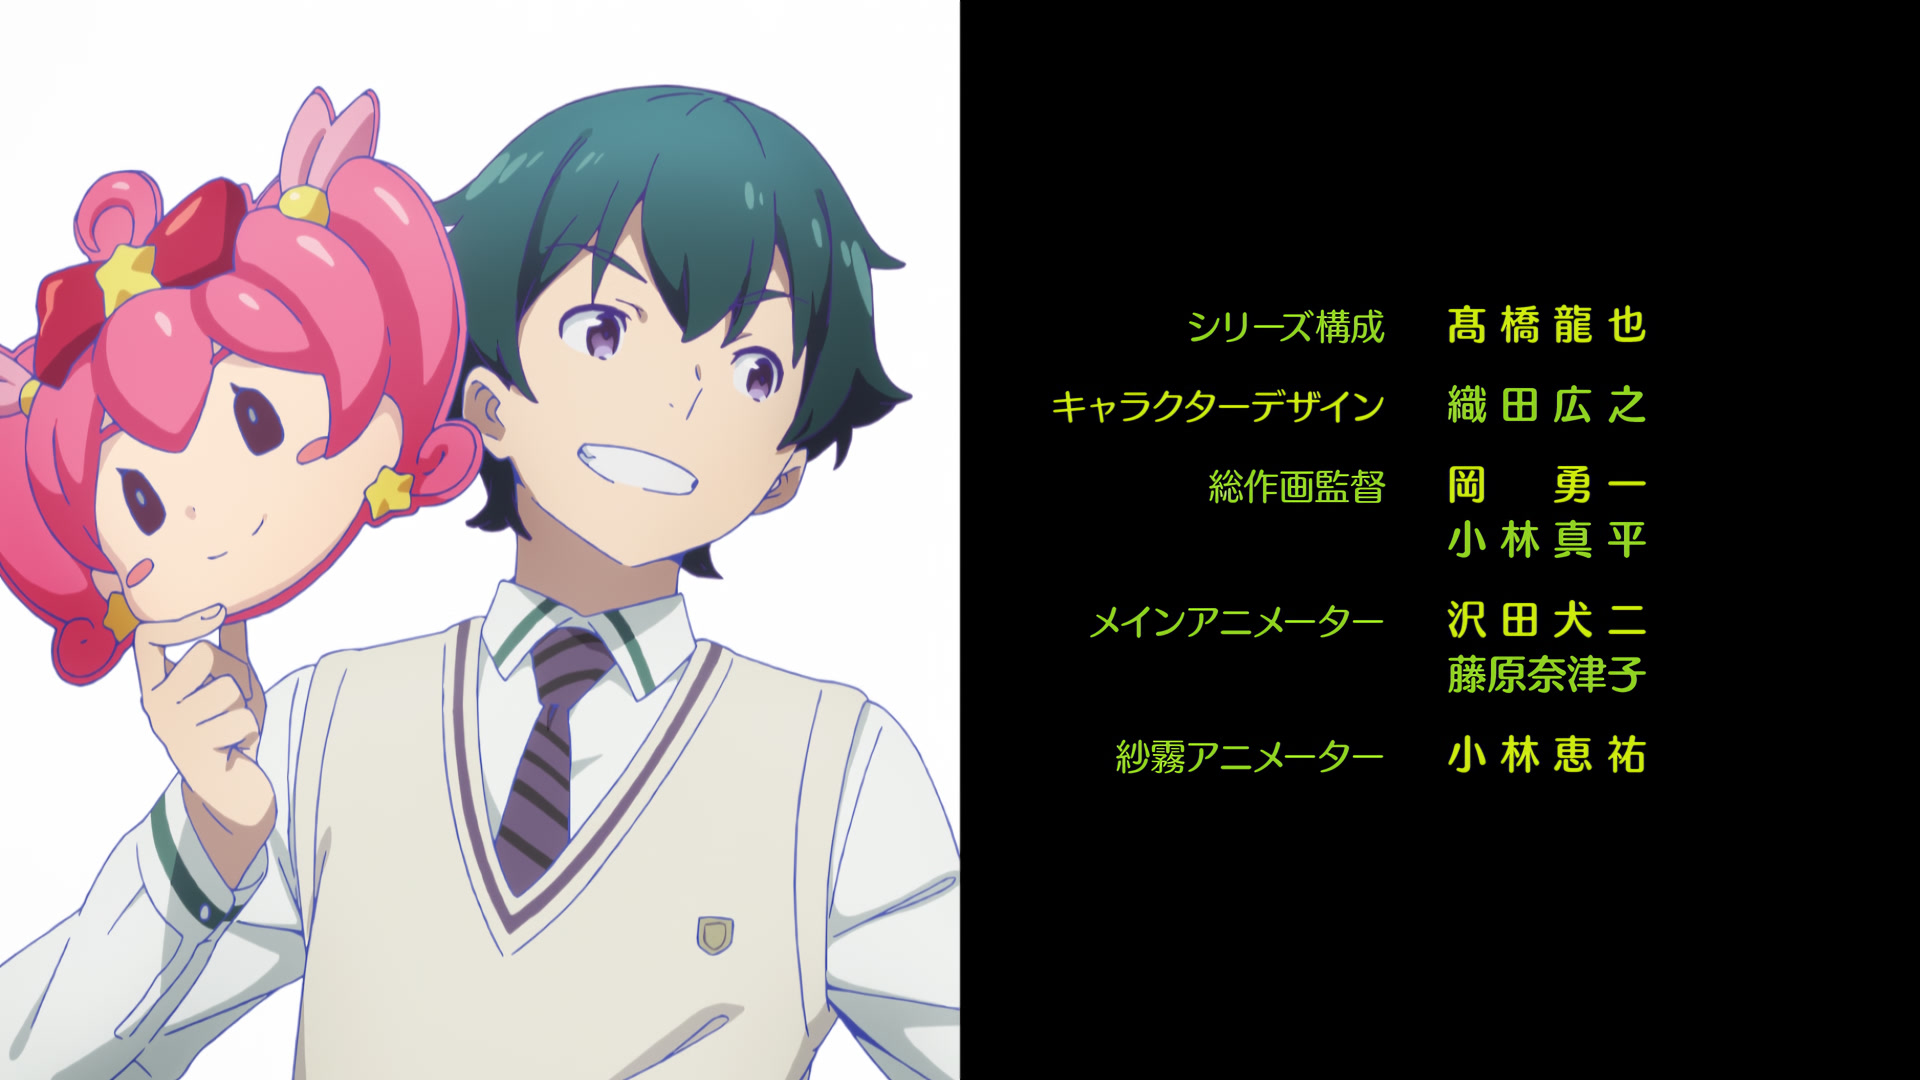 シリーズ構成 髙橋龍也
キャラクターデザイン 織田広之
総作画監督 岡 勇一
小林真平
メインアニメーター 沢田犬二
藤原奈津子
紗霧アニメーター 小林恵祐